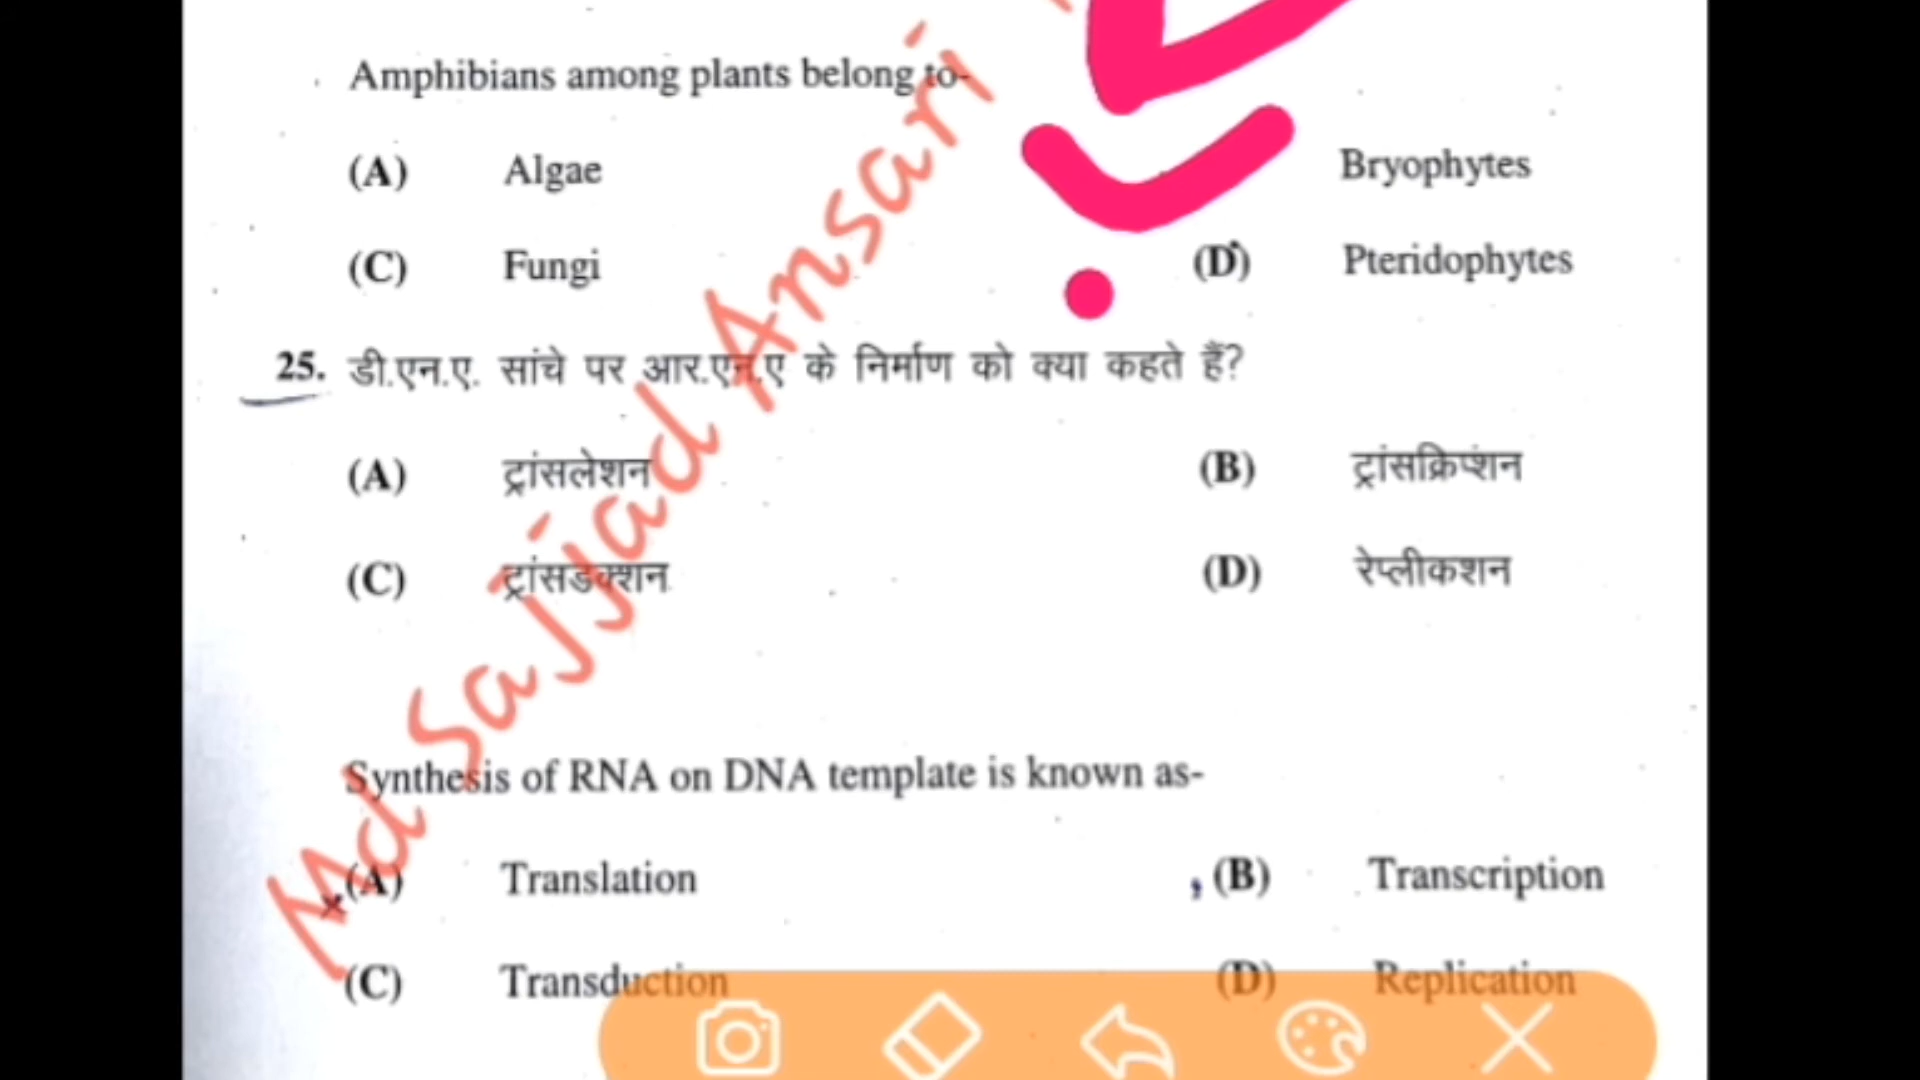 Amphibians among plants belong to-
(A) Algae Bryophytes
(C) Fungi (D) Pteridophytes
25. डी.एन.ए. सांचे पर आर.एन.ए के निर्माण को क्या कहते हैं?
(A) ट्रांसलेशन (B) ट्रांसक्रिप्शन
(C) ट्रांसडक्शन (D) रेप्लीकशन
Synthesis of RNA on DNA template is known as-
(A) Translation (B) Transcription
(C) Transduction (D) Replication
Md Sajjad Ansari